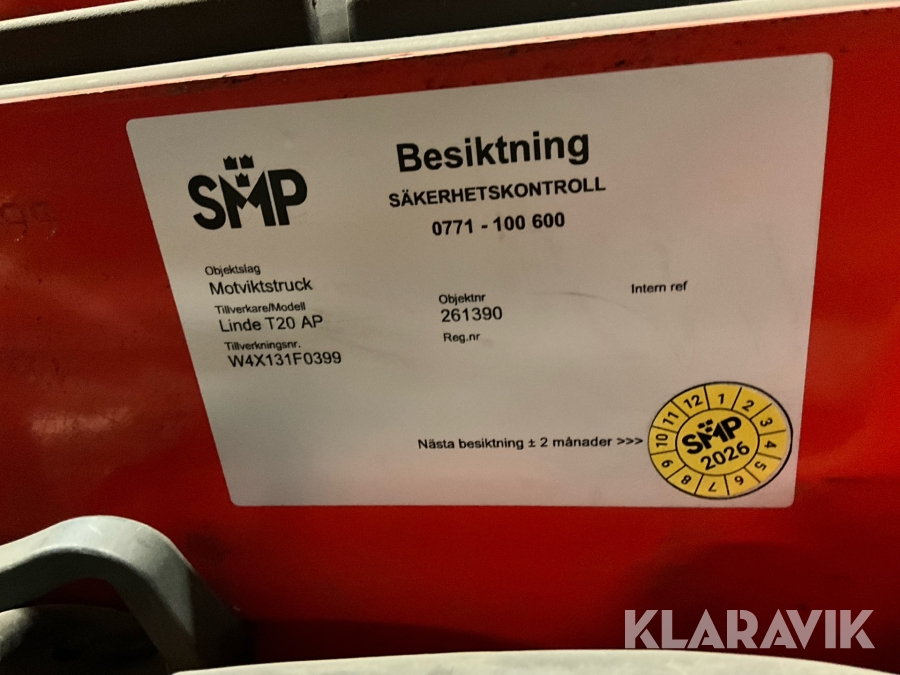 SMP
Besiktning
SÄKERHETSKONTROLL
0771 - 100 600
Objektslag
Motviktstruck
Tillverkare/Modell
Linde T20 AP
Tillverkningsnr.
W4X131F0399
Objektnr
261390
Reg.nr
Intern ref
Nästa besiktning ± 2 månader >>>
1 2 3 4 5 6 7 8 9 10 11 12
SMP
2026
KLARAVIK